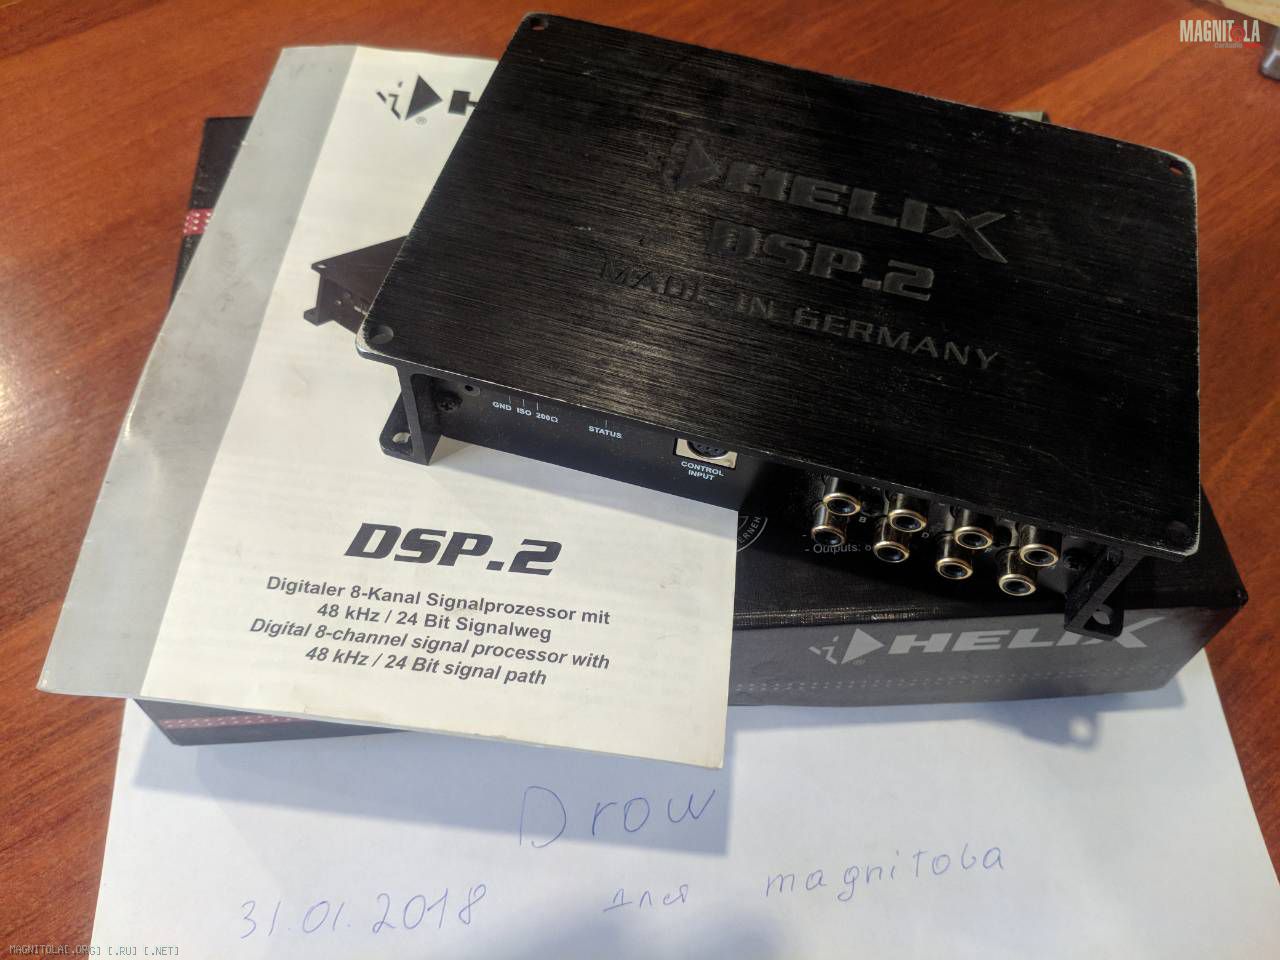 MAGNITOLA
CarAudio
HELIX
DSP.2
MADE IN GERMANY
GND ISO 200Ω
STATUS
CONTROL
INPUT
B
D
- Outputs: 8
HELIX
DSP.2
Digitaler 8-Kanal Signalprozessor mit
48 kHz / 24 Bit Signalweg
Digital 8-channel signal processor with
48 kHz / 24 Bit signal path
Drow
31.01.2018 для magnitola
MAGNITOLA[.ORG] [.RU] [.NET]